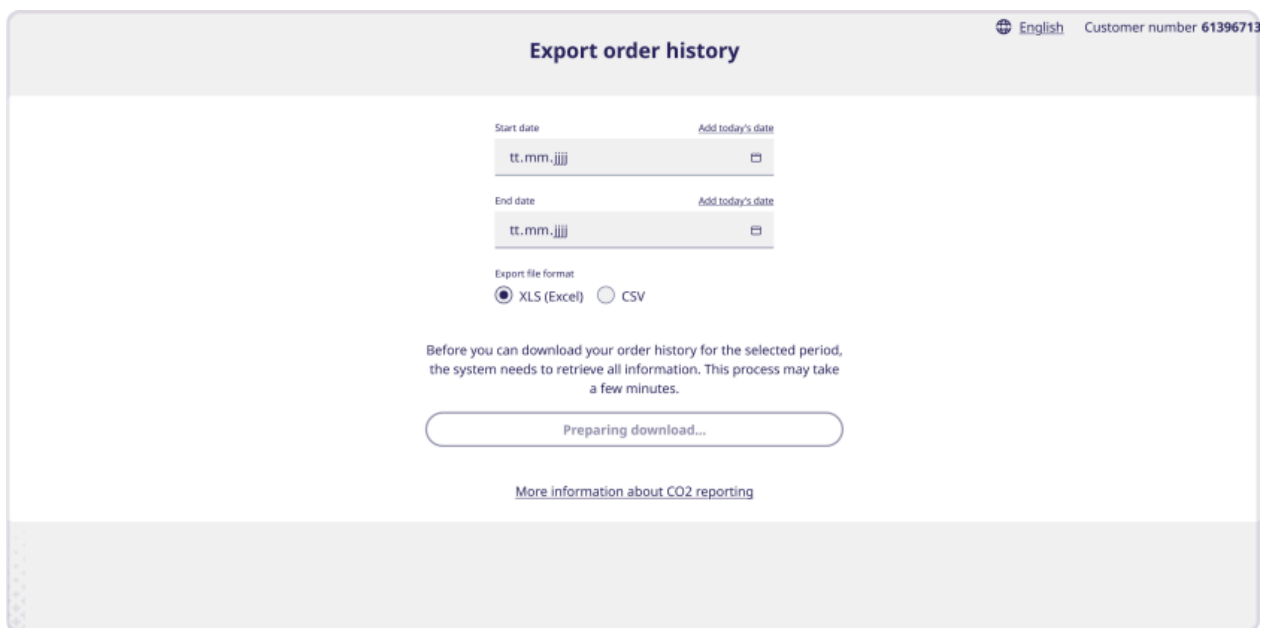 English Customer number 61396713
Export order history
Start date Add today's date
tt.mm.jjjj
End date Add today's date
tt.mm.jjjj
Export file format
XLS (Excel) CSV
Before you can download your order history for the selected period,
the system needs to retrieve all information. This process may take
a few minutes.
Preparing download...
More information about CO2 reporting